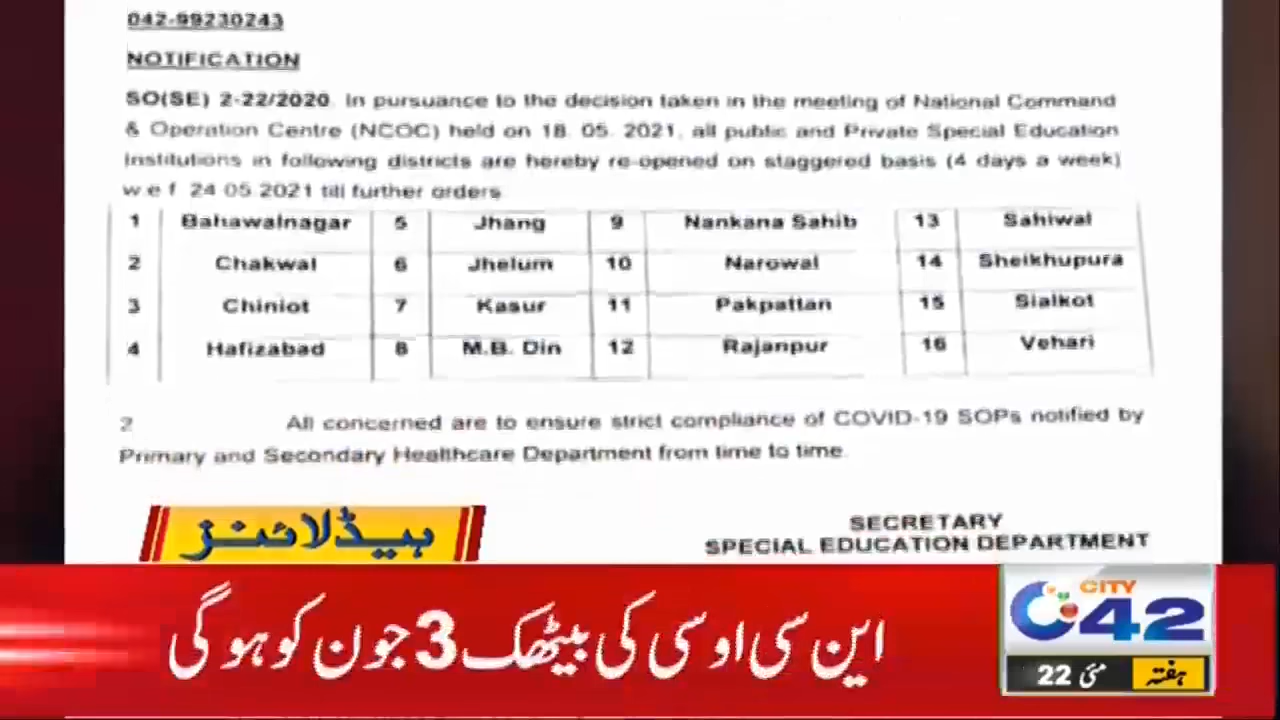 042-99230243
NOTIFICATION
SO(SE) 2-22/2020. In pursuance to the decision taken in the meeting of National Command
& Operation Centre (NCOC) held on 18. 05. 2021, all public and Private Special Education
Institutions in following districts are hereby re-opened on staggered basis (4 days a week)
w e f 24 05 2021 till further orders
1 Bahawalnagar 5 Jhang 9 Nankana Sahib 13 Sahiwal
2 Chakwal 6 Jhelum 10 Narowal 14 Sheikhupura
3 Chiniot 7 Kasur 11 Pakpattan 15 Sialkot
4 Hafizabad 8 M.B. Din 12 Rajanpur 16 Vehari
2 All concerned are to ensure strict compliance of COVID-19 SOPs notified by
Primary and Secondary Healthcare Department from time to time.
SECRETARY
SPECIAL EDUCATION DEPARTMENT
ہیڈلائنز
این سی او سی کی بیٹھک 3 جون کو ہوگی
CITY
42
ہفتہ 22 مئی